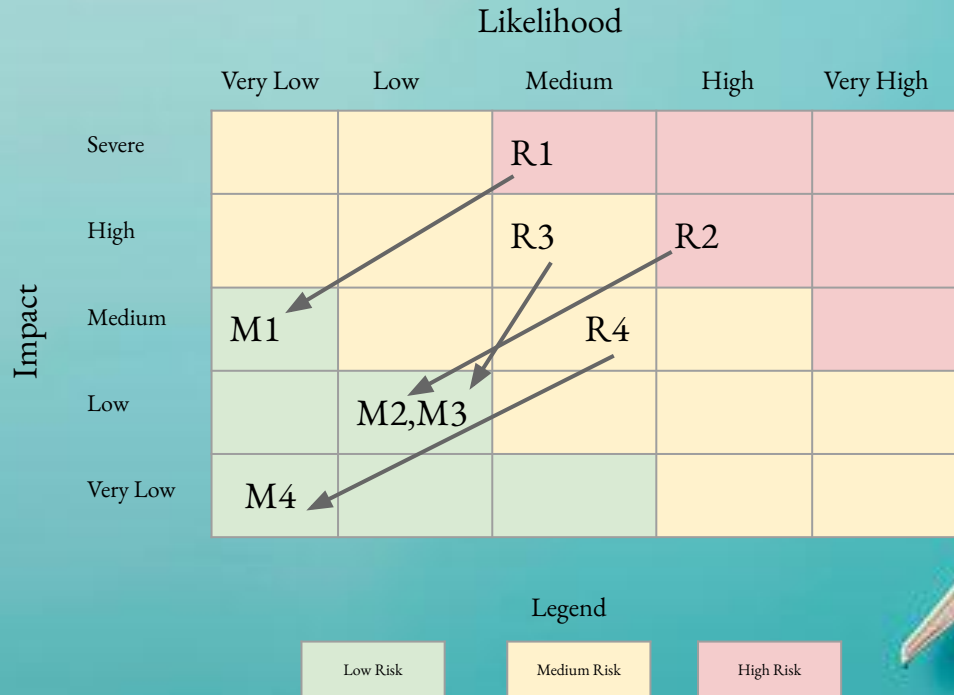 Likelihood
Very Low Low Medium High Very High
Severe R1
High R3 R2
Impact
Medium M1 R4
Low M2,M3
Very Low M4
Legend
Low Risk Medium Risk High Risk